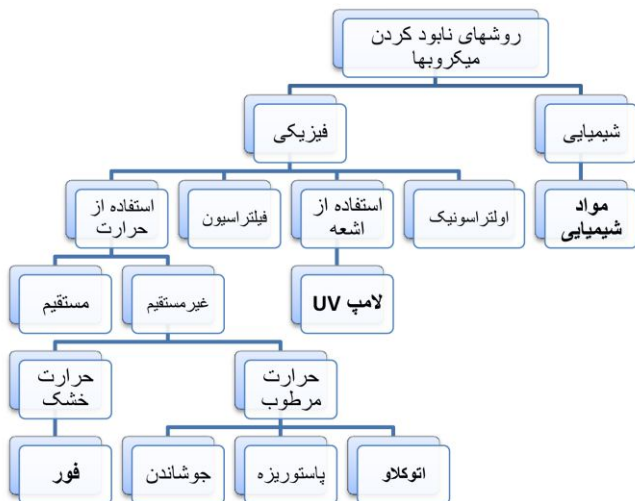 روشهای نابود کردن
میکروبها
شیمیایی
فیزیکی
مواد
شیمیایی
اولتراسونیک
استفاده از
اشعه
فیلتراسیون
استفاده از
حرارت
لامپ UV
غیرمستقیم
مستقیم
حرارت
مرطوب
حرارت
خشک
اتوکلاو
پاستوریزه
جوشاندن
فور